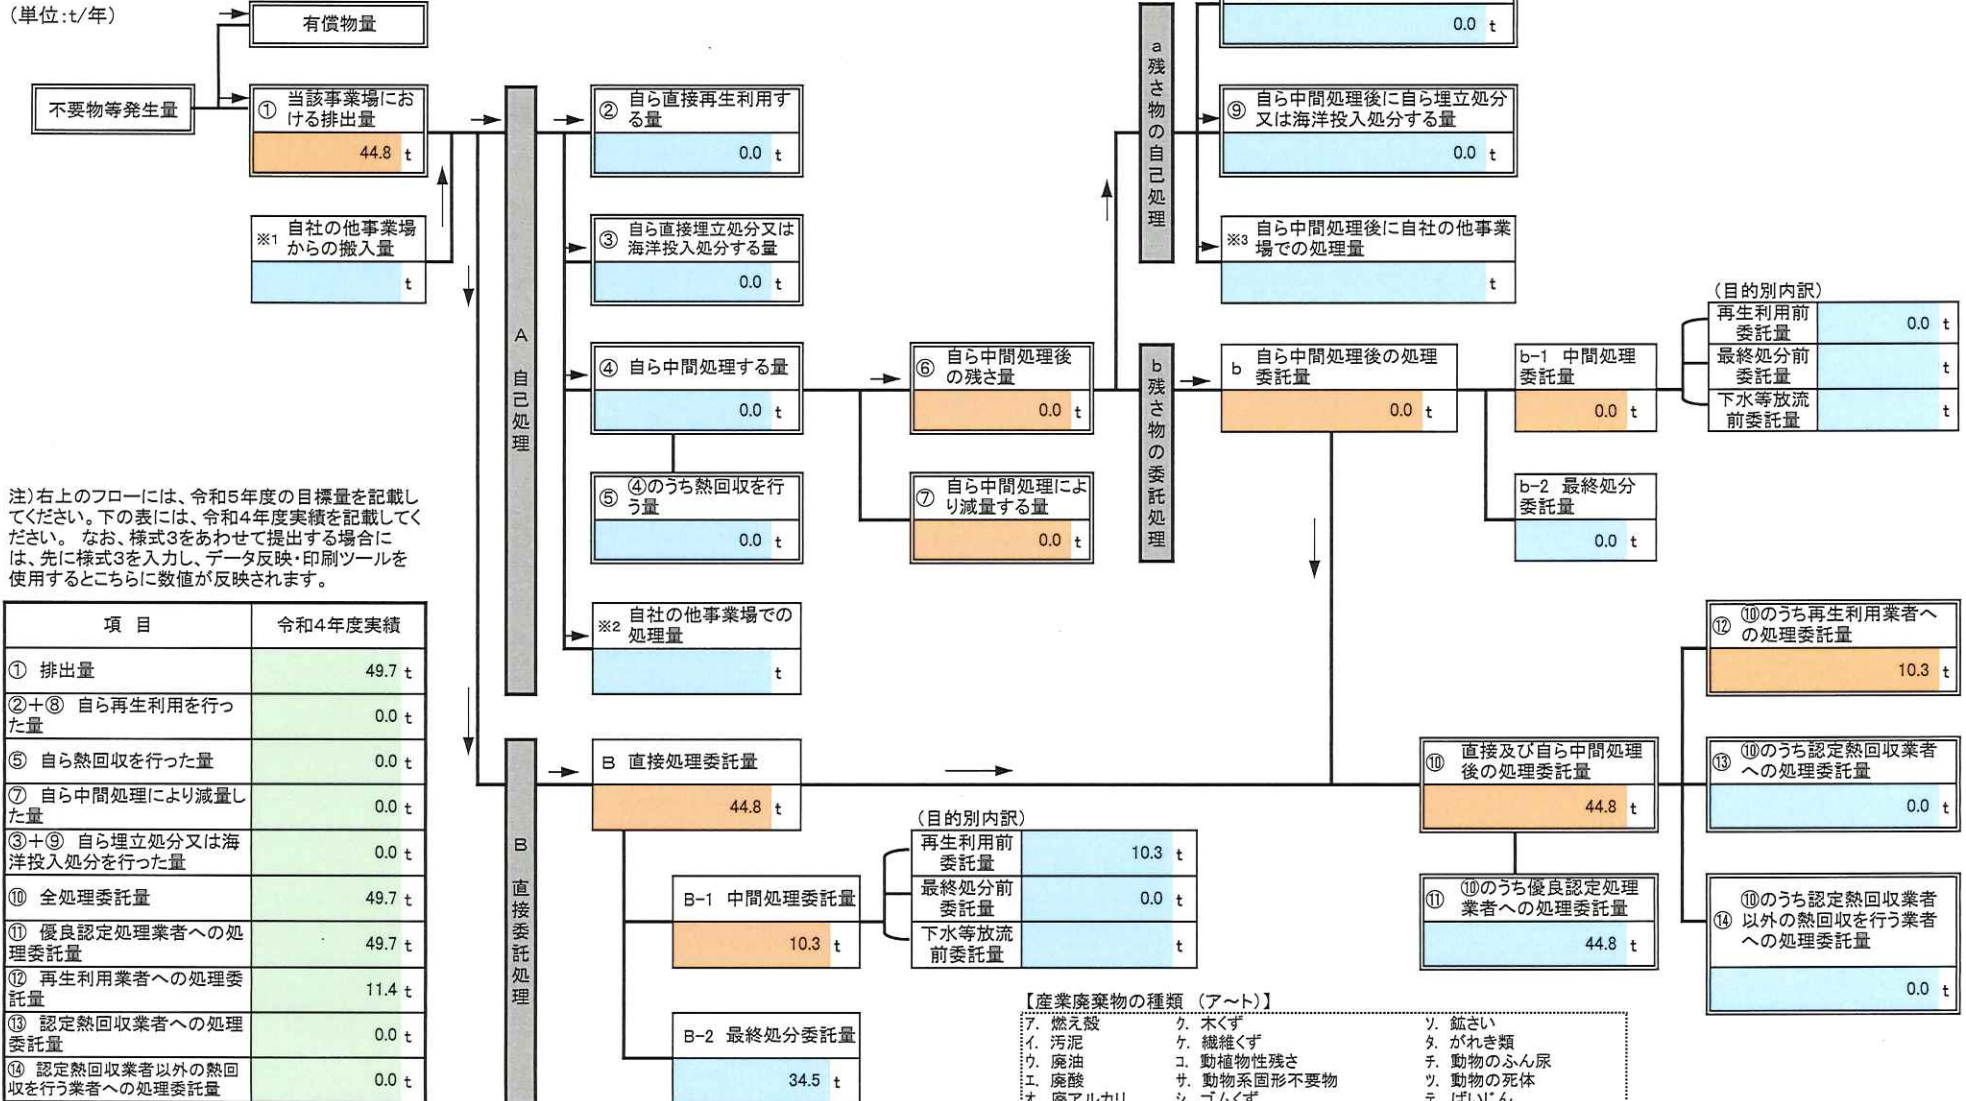 (単位:t/年)
有償物量
不要物等発生量
① 当該事業場にお
ける排出量
44.8 t
※1 自社の他事業場
からの搬入量
t
A 自己処理
② 自ら直接再生利用す
る量
0.0 t
③ 自ら直接埋立処分又は
海洋投入処分する量
0.0 t
④ 自ら中間処理する量
0.0 t
⑤ ④のうち熱回収を行
う量
0.0 t
※2 自社の他事業場での
処理量
t
⑥ 自ら中間処理後
の残さ量
0.0 t
⑦ 自ら中間処理によ
り減量する量
0.0 t
a 残さ物の自己処理
0.0 t
⑨ 自ら中間処理後に自ら埋立処分
又は海洋投入処分する量
0.0 t
※3 自ら中間処理後に自社の他事業
場での処理量
t
b 残さ物の委託処理
b 自ら中間処理後の処理
委託量
0.0 t
b-1 中間処理
委託量
0.0 t
(目的別内訳)
再生利用前
委託量
0.0 t
最終処分前
委託量
t
下水等放流
前委託量
t
b-2 最終処分
委託量
0.0 t
注)右上のフローには、令和5年度の目標量を記載し
てください。下の表には、令和4年度実績を記載してく
ださい。 なお、様式3をあわせて提出する場合に
は、先に様式3を入力し、データ反映・印刷ツールを
使用するとこちらに数値が反映されます。
項 目 令和4年度実績
① 排出量 49.7 t
②+⑧ 自ら再生利用を行っ
た量 0.0 t
⑤ 自ら熱回収を行った量 0.0 t
⑦ 自ら中間処理により減量し
た量 0.0 t
③+⑨ 自ら埋立処分又は海
洋投入処分を行った量 0.0 t
⑩ 全処理委託量 49.7 t
⑪ 優良認定処理業者への処
理委託量 49.7 t
⑫ 再生利用業者への処理委
託量 11.4 t
⑬ 認定熱回収業者への処理
委託量 0.0 t
⑭ 認定熱回収業者以外の熱回
収を行う業者への処理委託量 0.0 t
B 直接委託処理
B 直接処理委託量
44.8 t
B-1 中間処理委託量
10.3 t
(目的別内訳)
再生利用前
委託量
10.3 t
最終処分前
委託量
0.0 t
下水等放流
前委託量
t
B-2 最終処分委託量
34.5 t
⑩ 直接及び自ら中間処理
後の処理委託量
44.8 t
⑪ ⑩のうち優良認定処理
業者への処理委託量
44.8 t
⑫ ⑩のうち再生利用業者へ
の処理委託量
10.3 t
⑬ ⑩のうち認定熱回収業者
への処理委託量
0.0 t
⑭ ⑩のうち認定熱回収業者
以外の熱回収を行う業者
への処理委託量
0.0 t
【産業廃棄物の種類 (ア~ト)】
ア. 燃え殻 ク. 木くず ソ. 鉱さい
イ. 汚泥 ケ. 繊維くず タ. がれき類
ウ. 廃油 コ. 動植物性残さ チ. 動物のふん尿
エ. 廃酸 サ. 動物系固形不要物 ツ. 動物の死体
オ. 廃アルカリ シ. ゴムくず テ. ばいじん